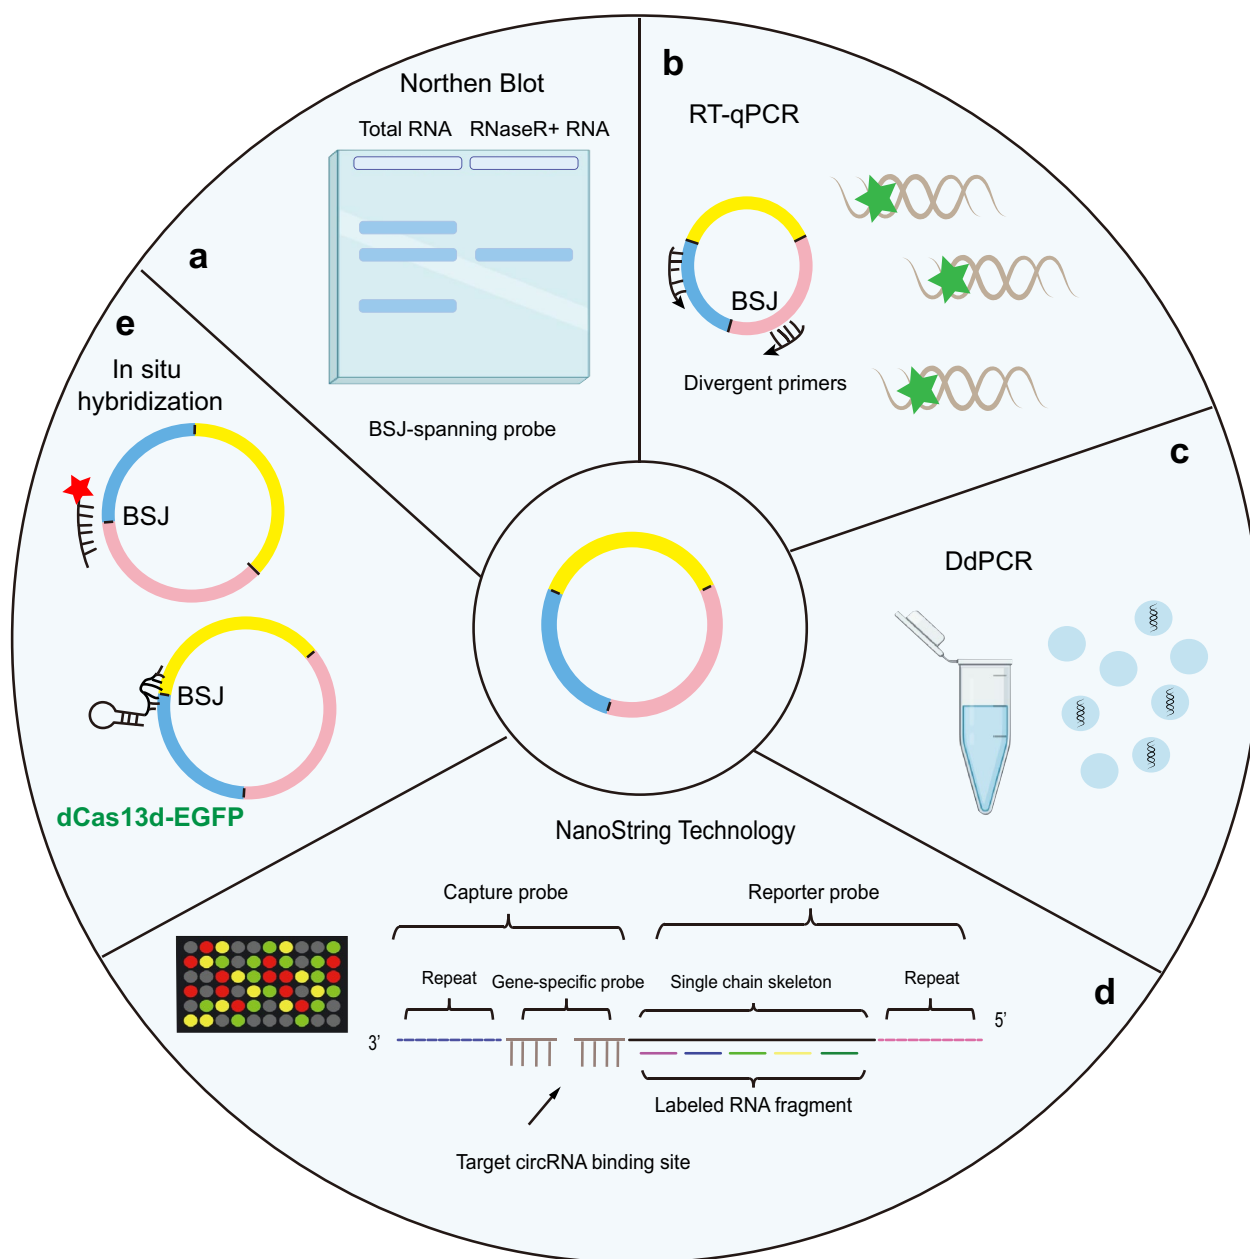 a
Northen Blot
Total RNA
RNaseR+ RNA
BSJ-spanning probe
b
RT-qPCR
BSJ
Divergent primers
c
DdPCR
d
NanoString Technology
Capture probe
Reporter probe
Repeat
Gene-specific probe
Single chain skeleton
Repeat
3’
5’
Labeled RNA fragment
Target circRNA binding site
e
In situ
hybridization
BSJ
BSJ
dCas13d-EGFP